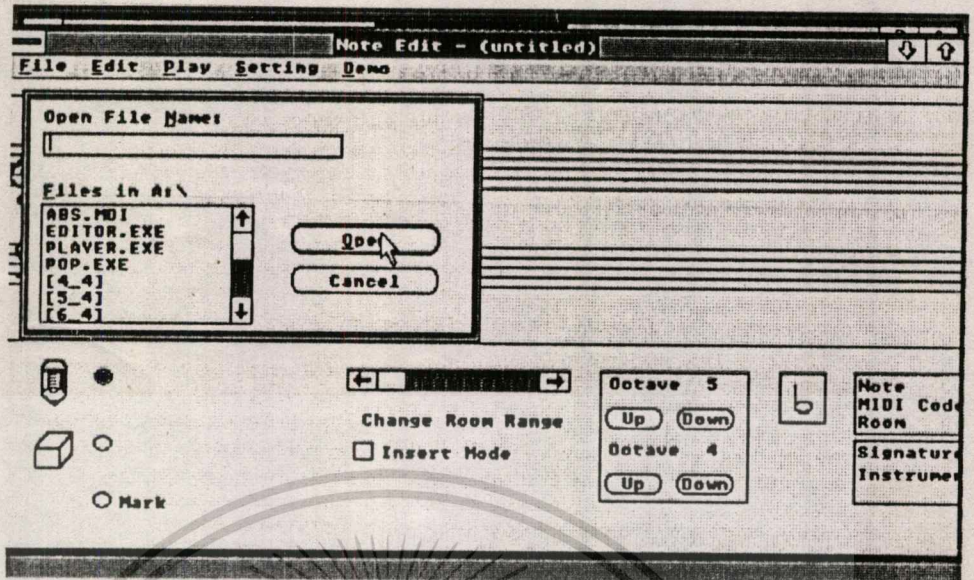 Note Edit - (untitled)
File Edit Play Setting Demo
Open File Name:
Files in A:\
ABS.MDI
EDITOR.EXE
PLAYER.EXE
POP.EXE
[4_4]
[5_4]
[6_4]
Open
Cancel
Change Room Range
Insert Mode
Mark
Octave 5
Up Down
Octave 4
Up Down
Note
MIDI Code
Room
Signature
Instrumen